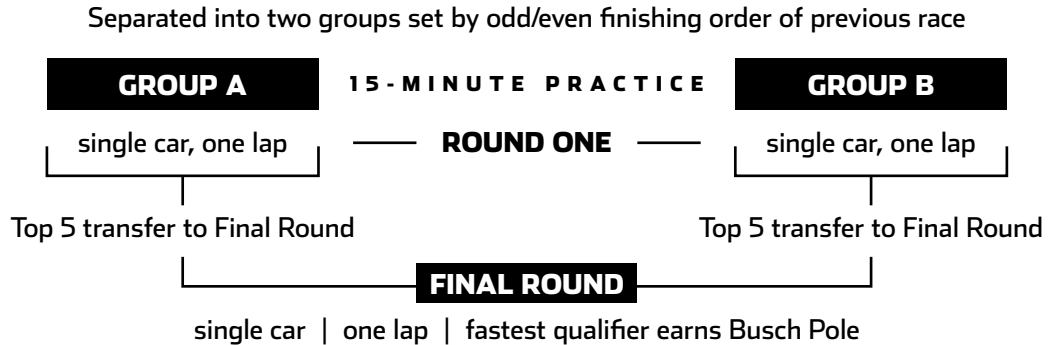 Separated into two groups set by odd/even finishing order of previous race
GROUP A 15-MINUTE PRACTICE GROUP B
single car, one lap ROUND ONE single car, one lap
Top 5 transfer to Final Round Top 5 transfer to Final Round
FINAL ROUND
single car | one lap | fastest qualifier earns Busch Pole